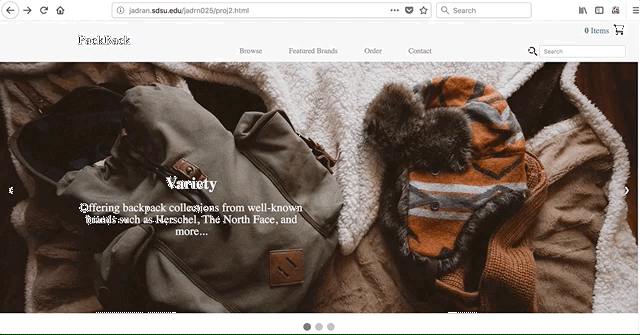 jadran.sdsu.edu/jadrn025/proj2.html
Search
PackBack
0 Items
Browse
Featured Brands
Order
Contact
Search
Variety
Offering backpack collections from well-known
brands such as Herschel, The North Face, and
more...